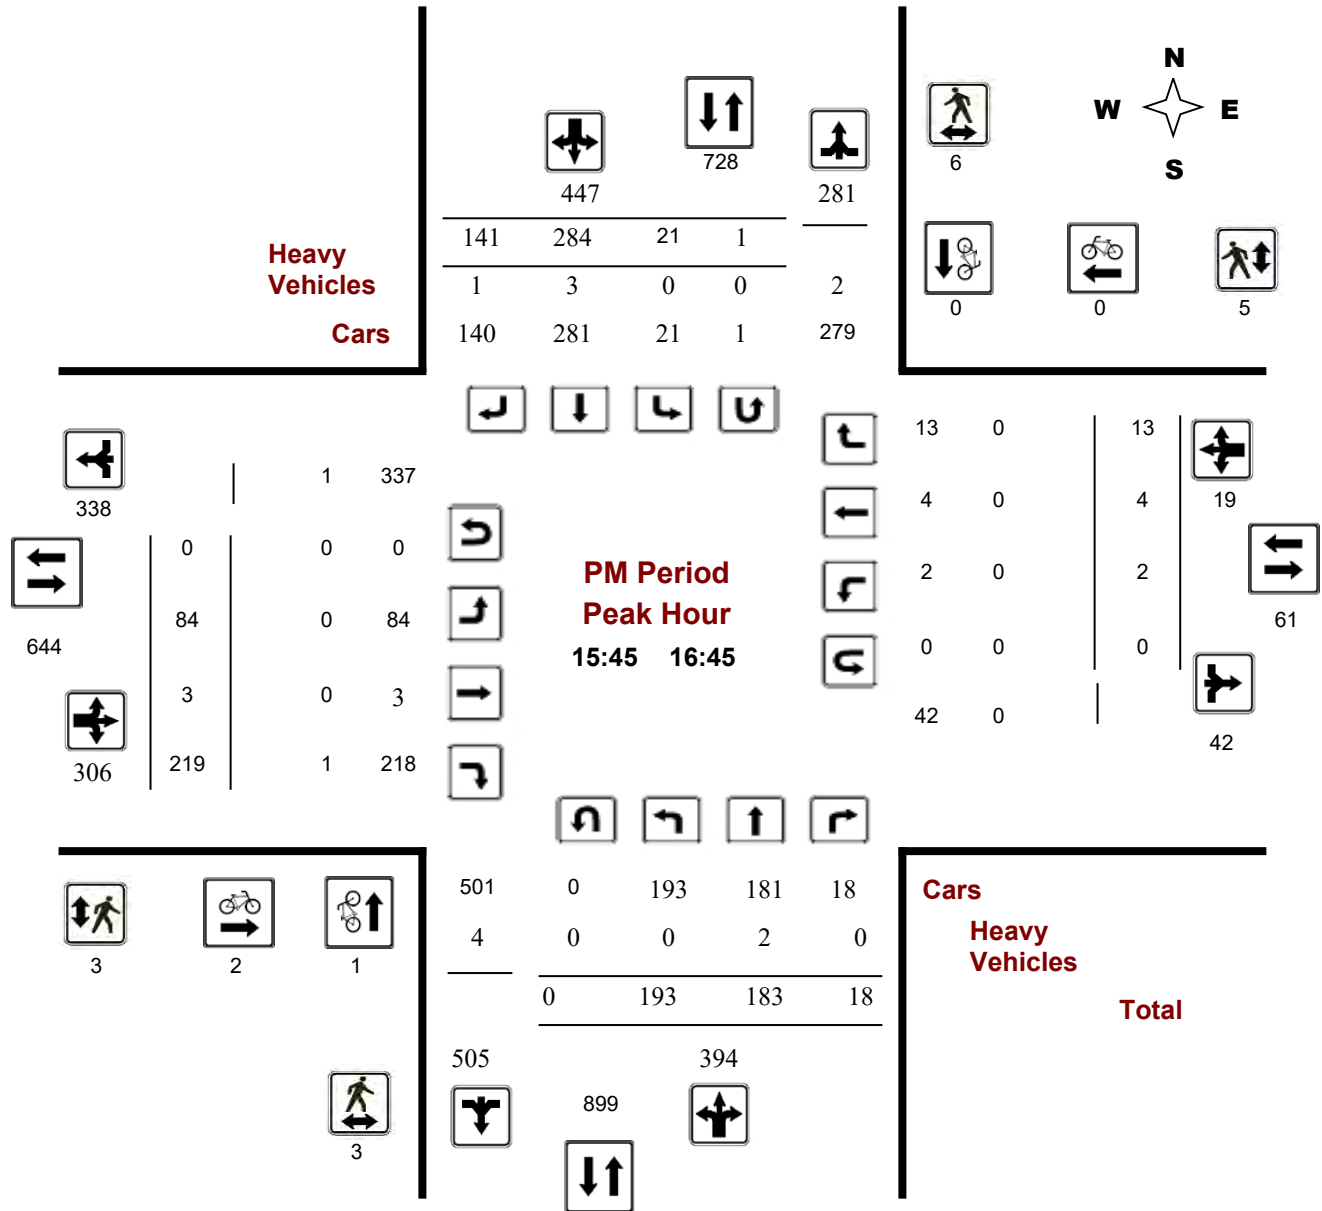 N
W E
S
728
6
447
281
141 284 21 1
Heavy
Vehicles
1 3 0 0 2
0 0 5
Cars
140 281 21 1 279
13 0 13
1 337
338
4 0 4 19
0 0 0
PM Period
2 0 2
Peak Hour
84 0 84
61
644
15:45 16:45
0 0 0
3 0 3
42 0
42
306
219 1 218
501 0 193 181 18
Cars
4 0 0 2 0
Heavy
Vehicles
3 2 1
0 193 183 18
Total
505 394
899
3